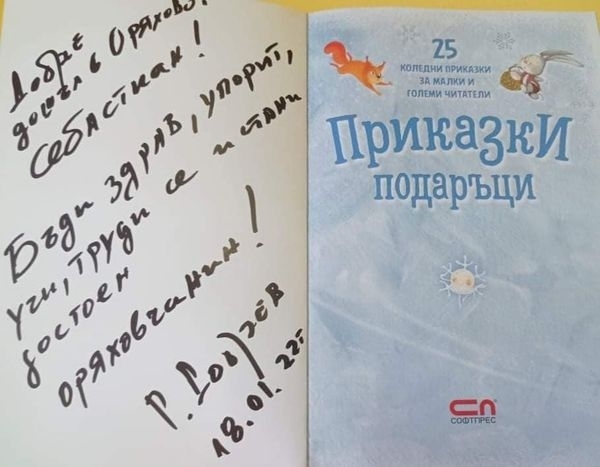 Добре
дошъл в Оряхово,
Себастиан!
Бъди здрав, упорит,
учи, труди се и стани
достоен
оряховчанин!
Р. Добрев
18.01.22г
25
КОЛЕДНИ ПРИКАЗКИ
ЗА МАЛКИ И
ГОЛЕМИ ЧИТАТЕЛИ
ПРИКАЗКИ
ПОДАРЪЦИ
СП
СОФТПРЕС